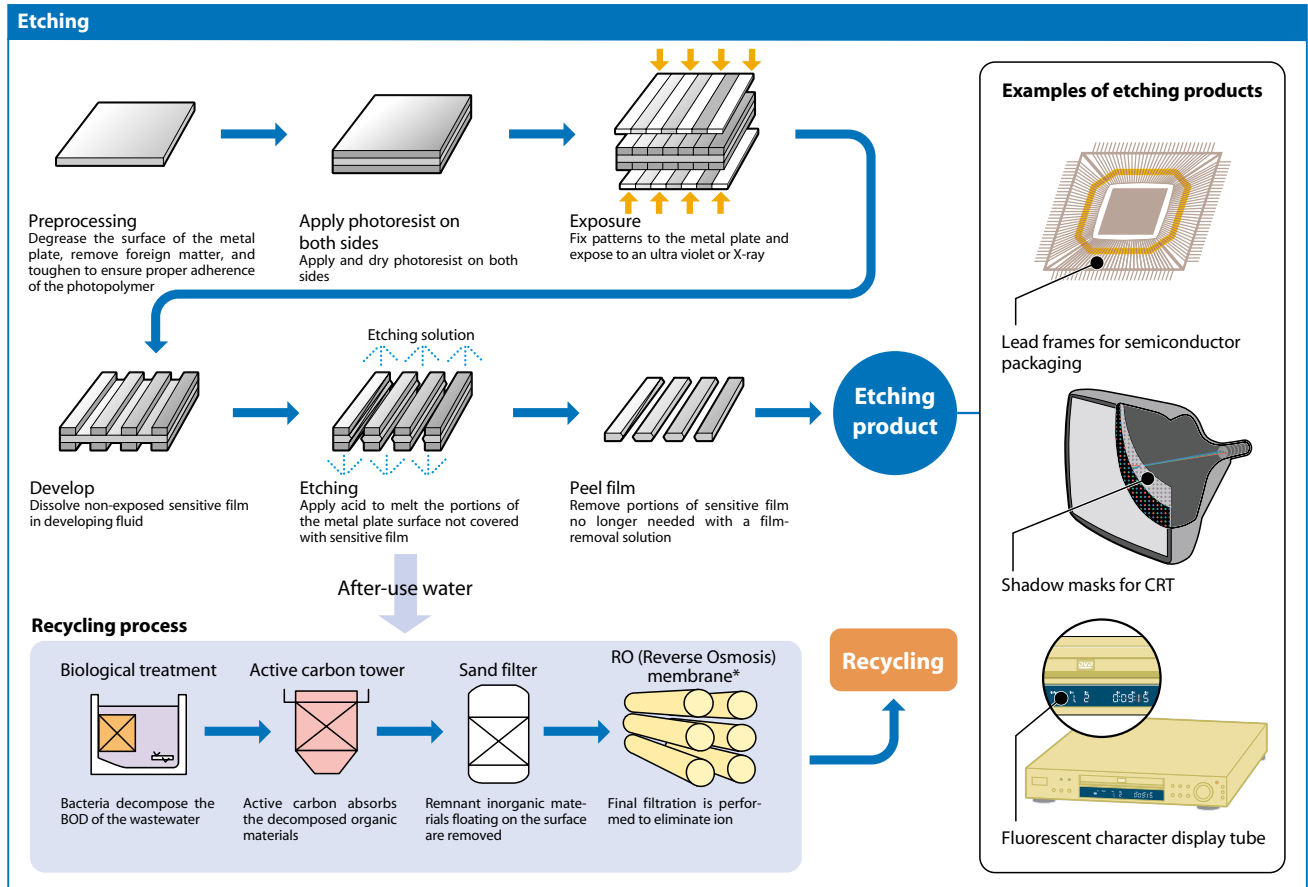 Etching
Preprocessing
Degrease the surface of the metal
plate, remove foreign matter, and
toughen to ensure proper adherence
of the photopolymer
Apply photoresist on
both sides
Apply and dry photoresist on both
sides
Exposure
Fix patterns to the metal plate and
expose to an ultra violet or X-ray
Develop
Dissolve non-exposed sensitive film
in developing fluid
Etching solution
Etching
Apply acid to melt the portions of
the metal plate surface not covered
with sensitive film
Peel film
Remove portions of sensitive film
no longer needed with a film-
removal solution
Etching
product
After-use water
Recycling process
Biological treatment
Bacteria decompose the
BOD of the wastewater
Active carbon tower
Active carbon absorbs
the decomposed organic
materials
Sand filter
Remnant inorganic mate-
rials floating on the surface
are removed
RO (Reverse Osmosis)
membrane*
Final filtration is perfor-
med to eliminate ion
Recycling
Examples of etching products
Lead frames for semiconductor
packaging
Shadow masks for CRT
1 2 0:09:15
Fluorescent character display tube